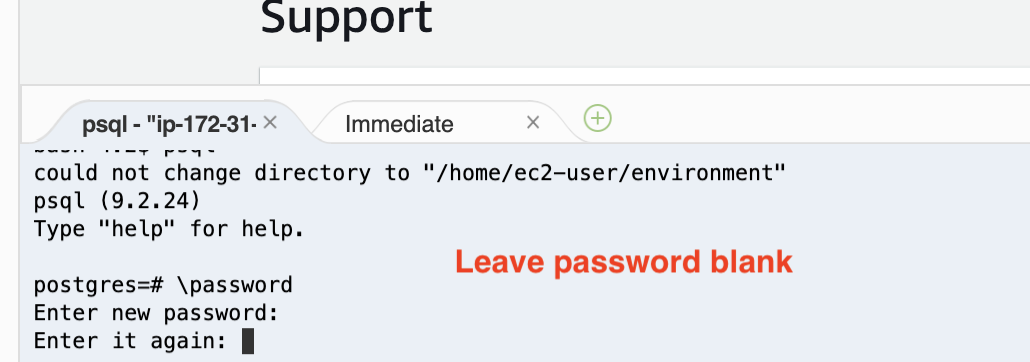 Support
psql - "ip-172-31-
Immediate
could not change directory to "/home/ec2-user/environment"
psql (9.2.24)
Type "help" for help.
Leave password blank
postgres=# \password
Enter new password:
Enter it again: